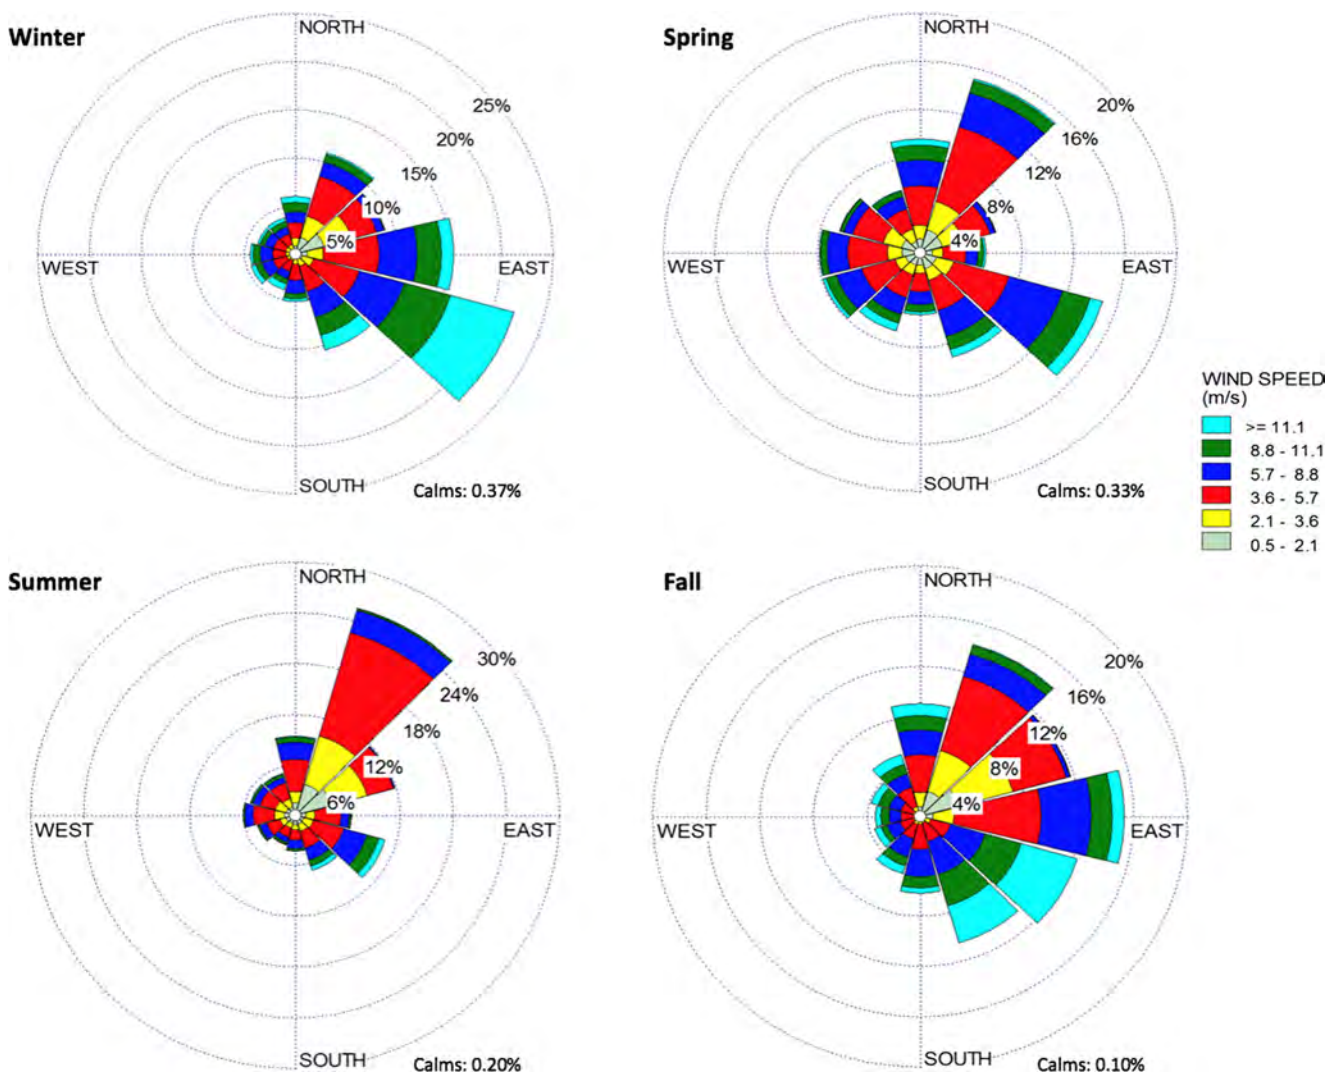 Winter
NORTH
25%
20%
15%
10%
5%
WEST
EAST
SOUTH
Calms: 0.37%
Spring
NORTH
20%
16%
12%
8%
4%
WEST
EAST
SOUTH
Calms: 0.33%
WIND SPEED
(m/s)
>= 11.1
8.8 - 11.1
5.7 - 8.8
3.6 - 5.7
2.1 - 3.6
0.5 - 2.1
Summer
NORTH
30%
24%
18%
12%
6%
WEST
EAST
SOUTH
Calms: 0.20%
Fall
NORTH
20%
16%
12%
8%
4%
WEST
EAST
SOUTH
Calms: 0.10%